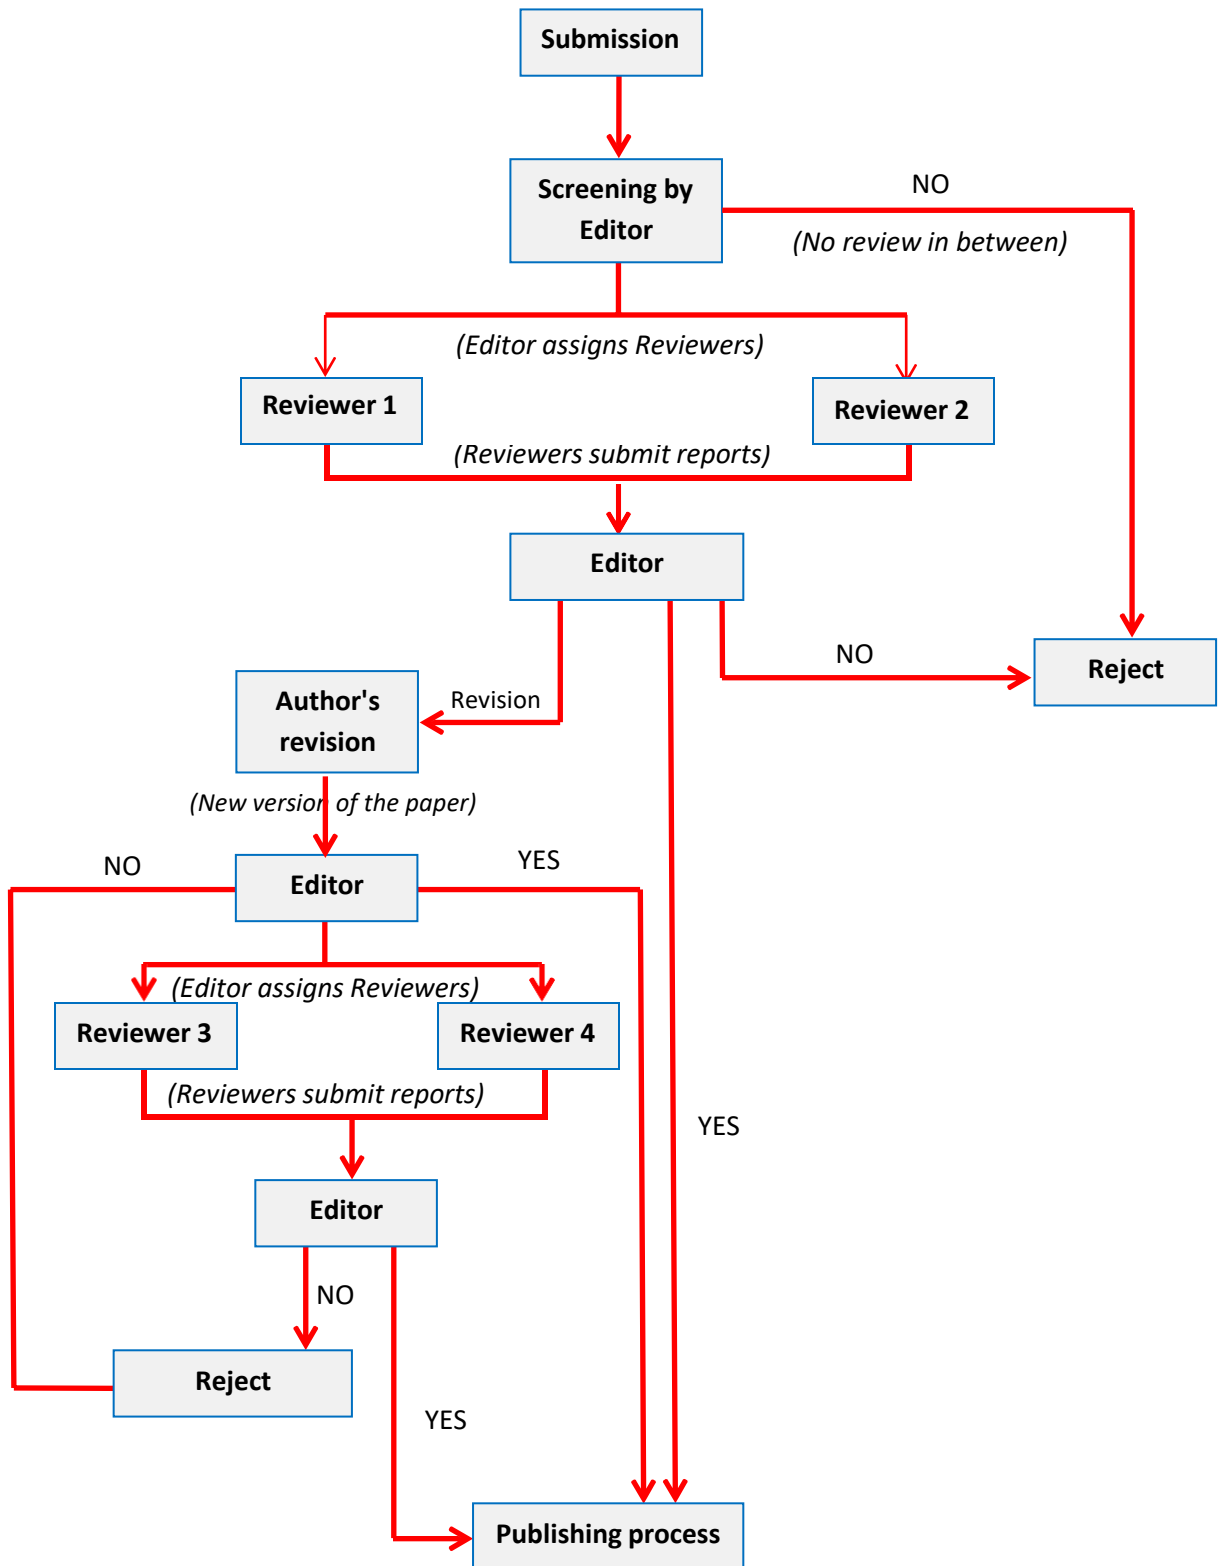 Submission
Screening by
Editor
NO
(No review in between)
(Editor assigns Reviewers)
Reviewer 1
Reviewer 2
(Reviewers submit reports)
Editor
NO
Reject
Author's
revision
Revision
(New version of the paper)
NO
Editor
YES
(Editor assigns Reviewers)
Reviewer 3
Reviewer 4
(Reviewers submit reports)
YES
Editor
NO
Reject
YES
Publishing process